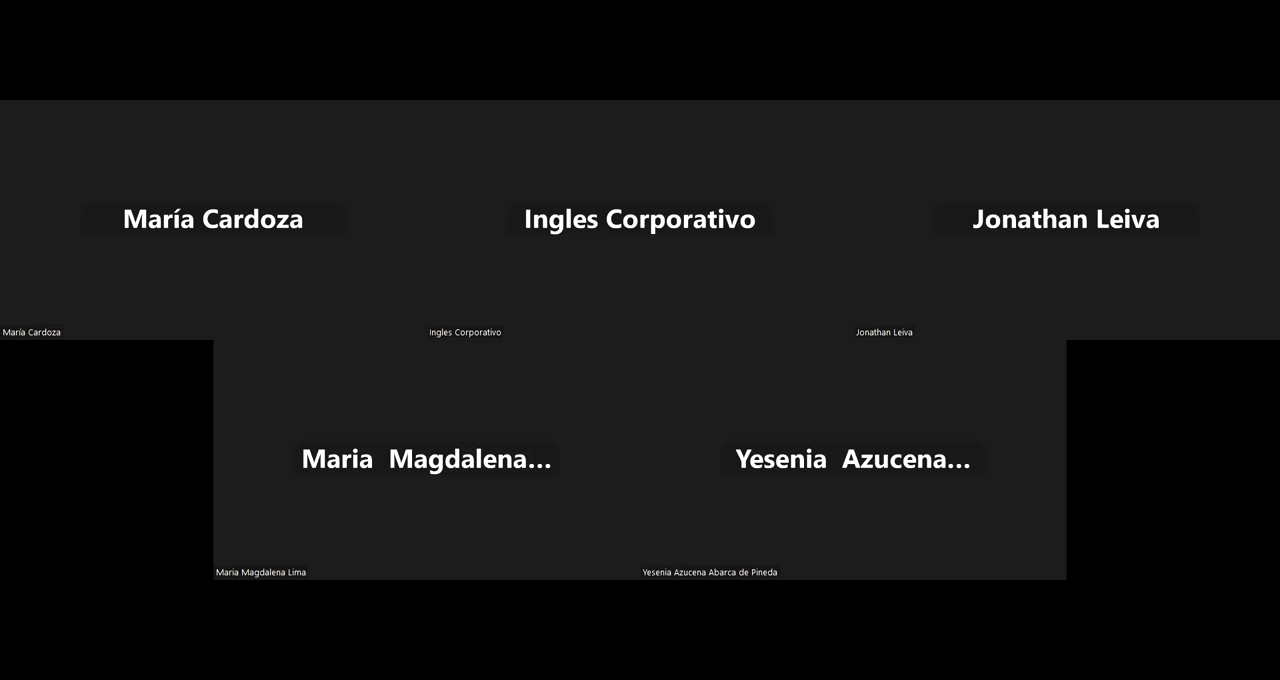 María Cardoza
Ingles Corporativo
Jonathan Leiva
María Cardoza
Ingles Corporativo
Jonathan Leiva
Maria  Magdalena...
Yesenia  Azucena...
Maria Magdalena Lima
Yesenia Azucena Abarca de Pineda